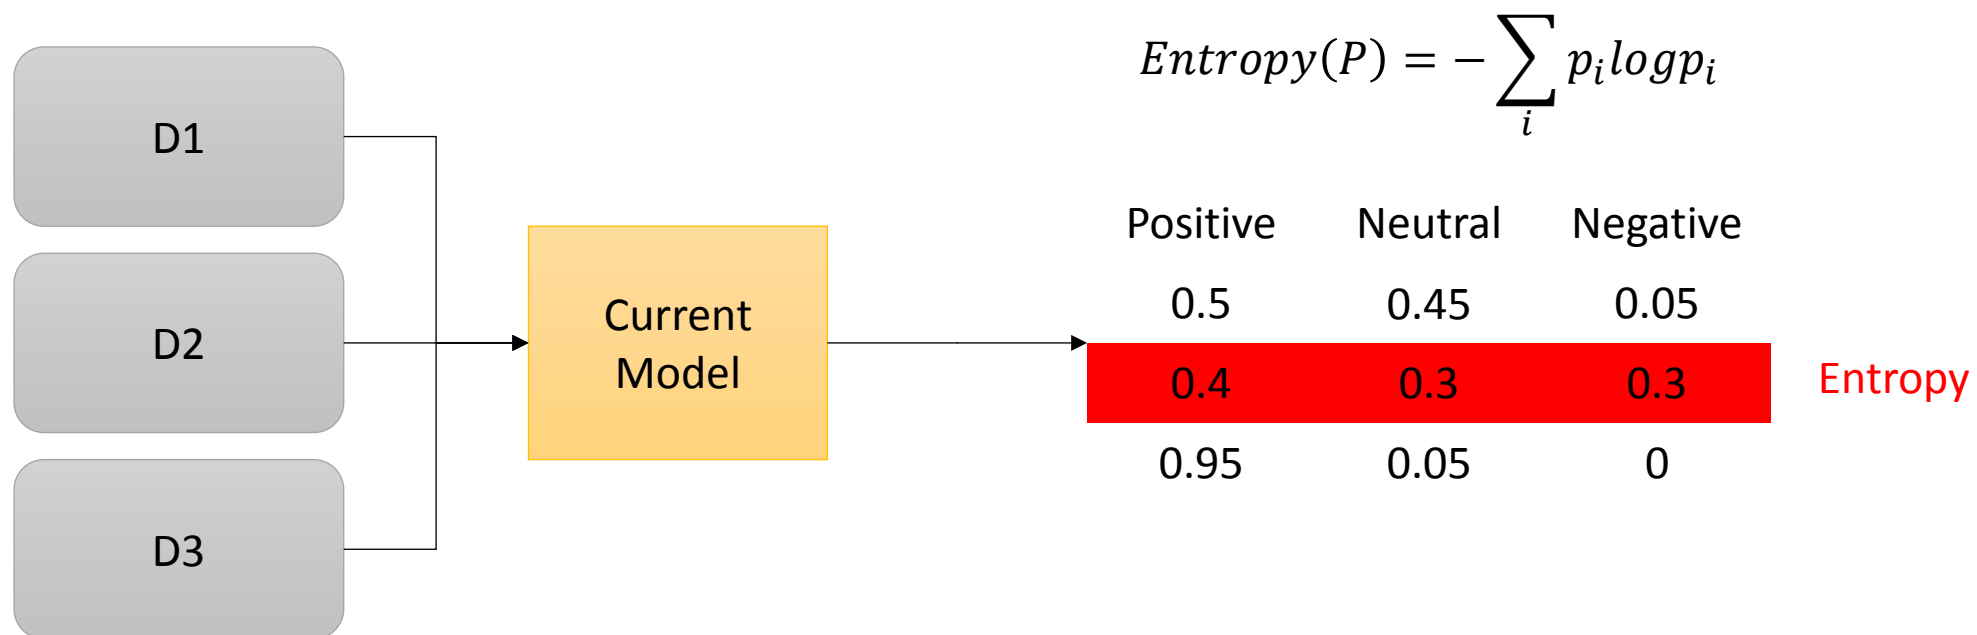 Entropy(P) = − ∑ᵢ pᵢlogpᵢ
D1
D2
D3
Current
Model
Positive Neutral Negative
0.5 0.45 0.05
0.4 0.3 0.3 Entropy
0.95 0.05 0